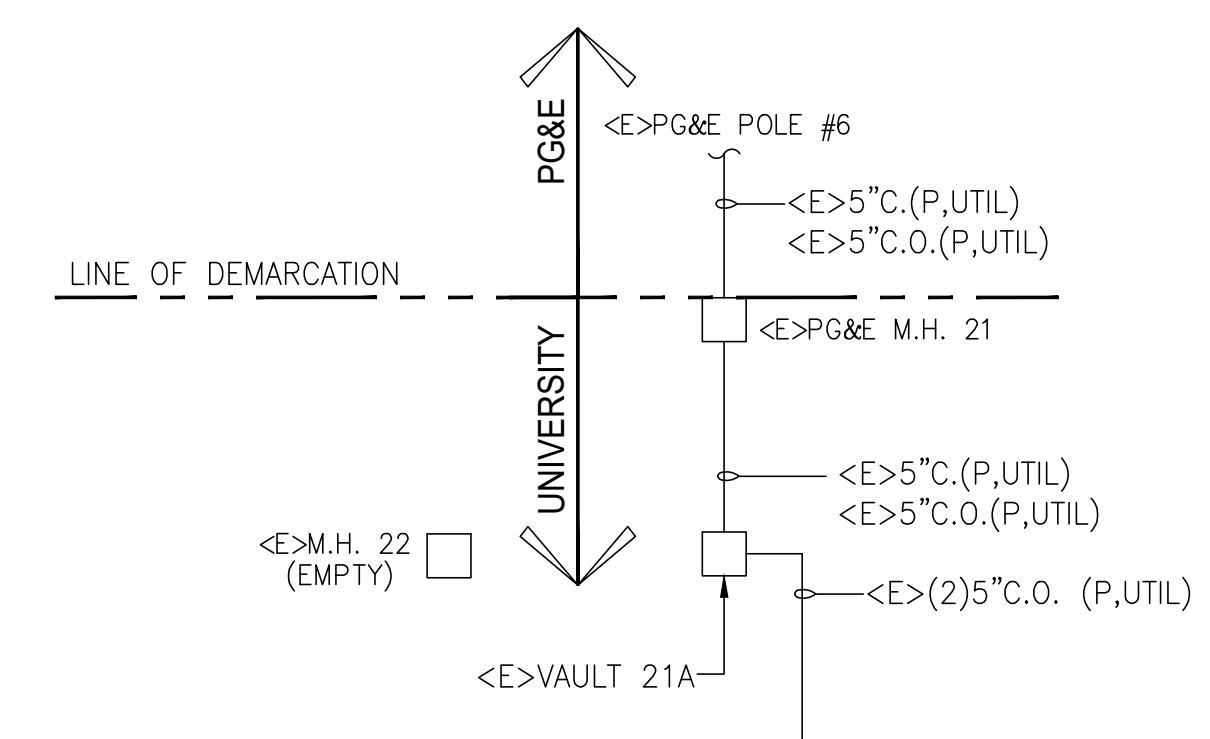 PG&E
<E>PG&E POLE #6
<E>5"C.(P,UTIL)
<E>5"C.O.(P,UTIL)
LINE OF DEMARCATION
<E>PG&E M.H. 21
UNIVERSITY
<E>5"C.(P,UTIL)
<E>5"C.O.(P,UTIL)
<E>M.H. 22
(EMPTY)
<E>(2)5"C.O. (P,UTIL)
<E>VAULT 21A